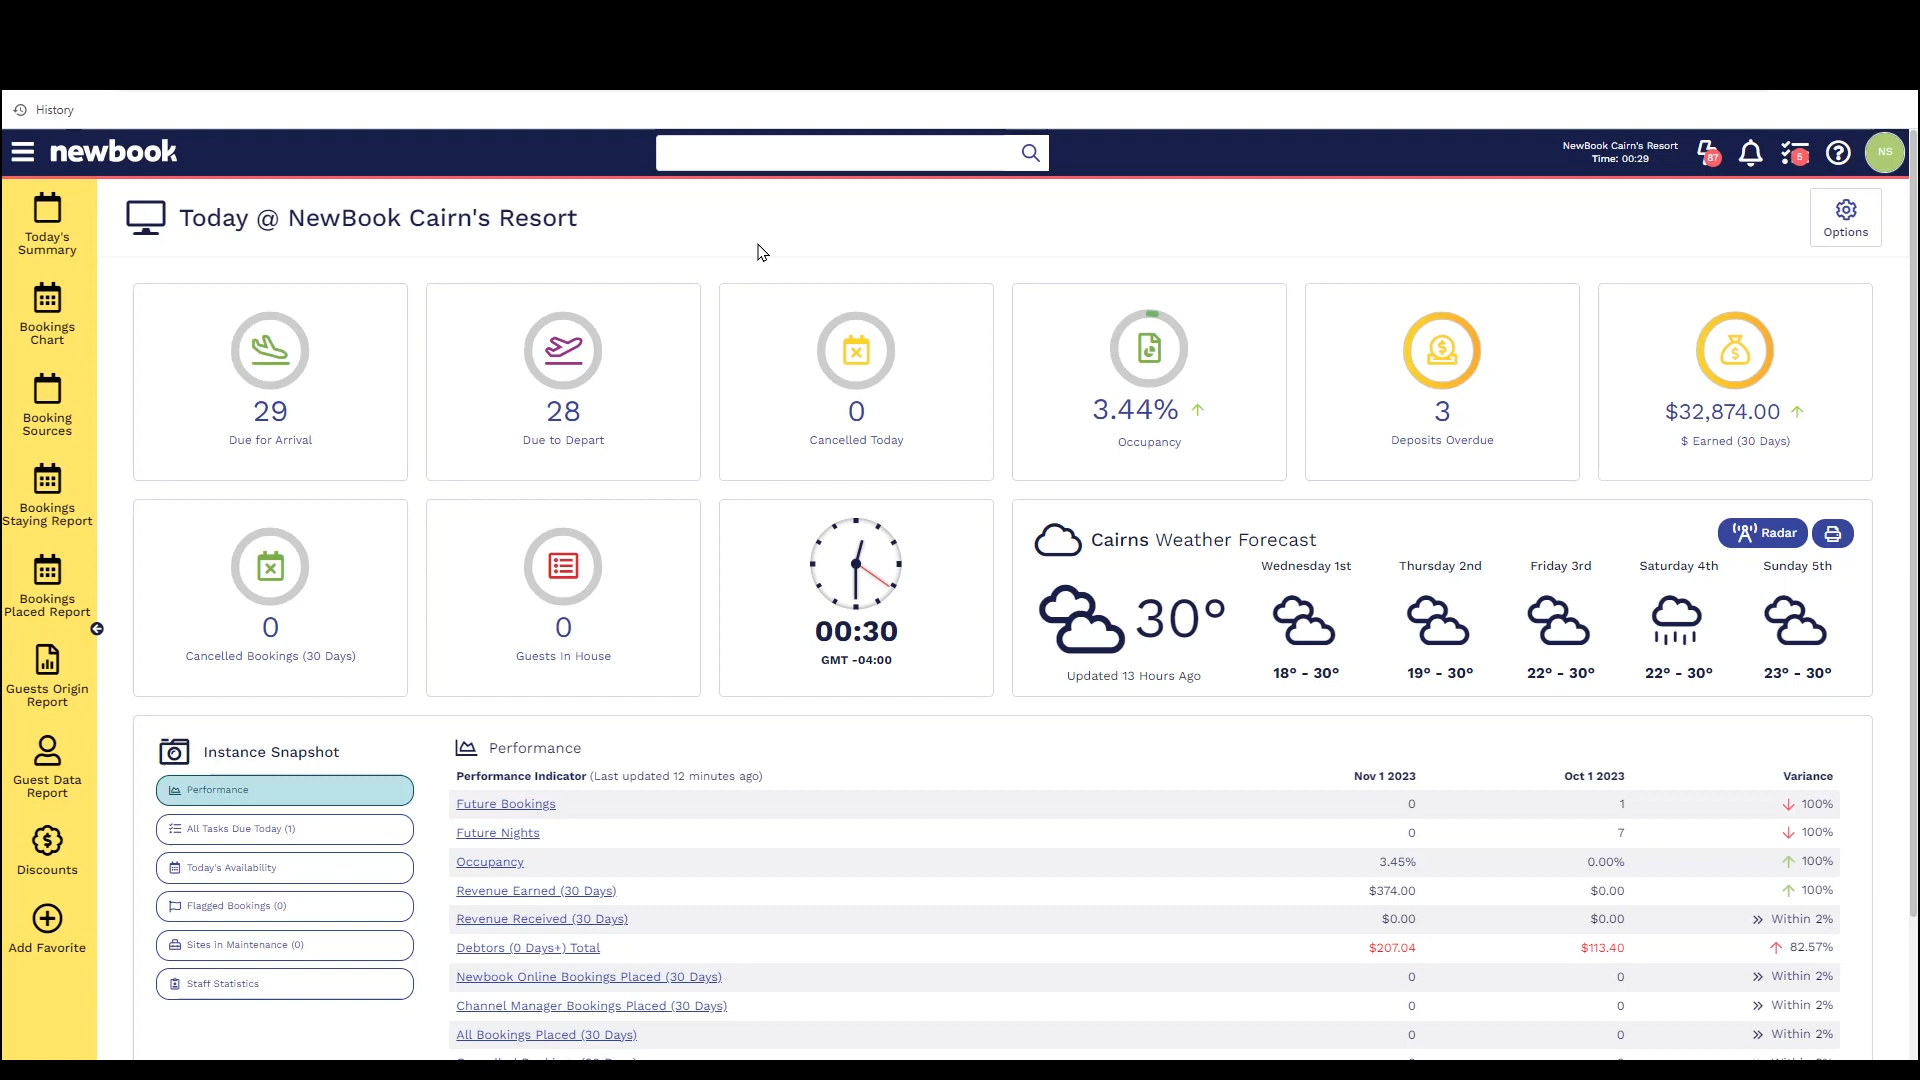 History
newbook
NewBook Cairn's Resort
Time: 00:29
87
5
NS
Today's
Summary
Bookings
Chart
Booking
Sources
Bookings
Staying Report
Bookings
Placed Report
Guests Origin
Report
Guest Data
Report
Discounts
Add Favorite
Today @ NewBook Cairn's Resort
Options
29
Due for Arrival
28
Due to Depart
0
Cancelled Today
3.44%
Occupancy
3
Deposits Overdue
$32,874.00
$ Earned (30 Days)
0
Cancelled Bookings (30 Days)
0
Guests In House
00:30
GMT -04:00
Cairns Weather Forecast
Radar
30°
Updated 13 Hours Ago
Wednesday 1st
18° - 30°
Thursday 2nd
19° - 30°
Friday 3rd
22° - 30°
Saturday 4th
22° - 30°
Sunday 5th
23° - 30°
Instance Snapshot
Performance
All Tasks Due Today (1)
Today's Availability
Flagged Bookings (0)
Sites in Maintenance (0)
Staff Statistics
Performance
Performance Indicator (Last updated 12 minutes ago) Nov 1 2023 Oct 1 2023 Variance
Future Bookings 0 1 100%
Future Nights 0 7 100%
Occupancy 3.45% 0.00% 100%
Revenue Earned (30 Days) $374.00 $0.00 100%
Revenue Received (30 Days) $0.00 $0.00 Within 2%
Debtors (0 Days+) Total $207.04 $113.40 82.57%
Newbook Online Bookings Placed (30 Days) 0 0 Within 2%
Channel Manager Bookings Placed (30 Days) 0 0 Within 2%
All Bookings Placed (30 Days) 0 0 Within 2%